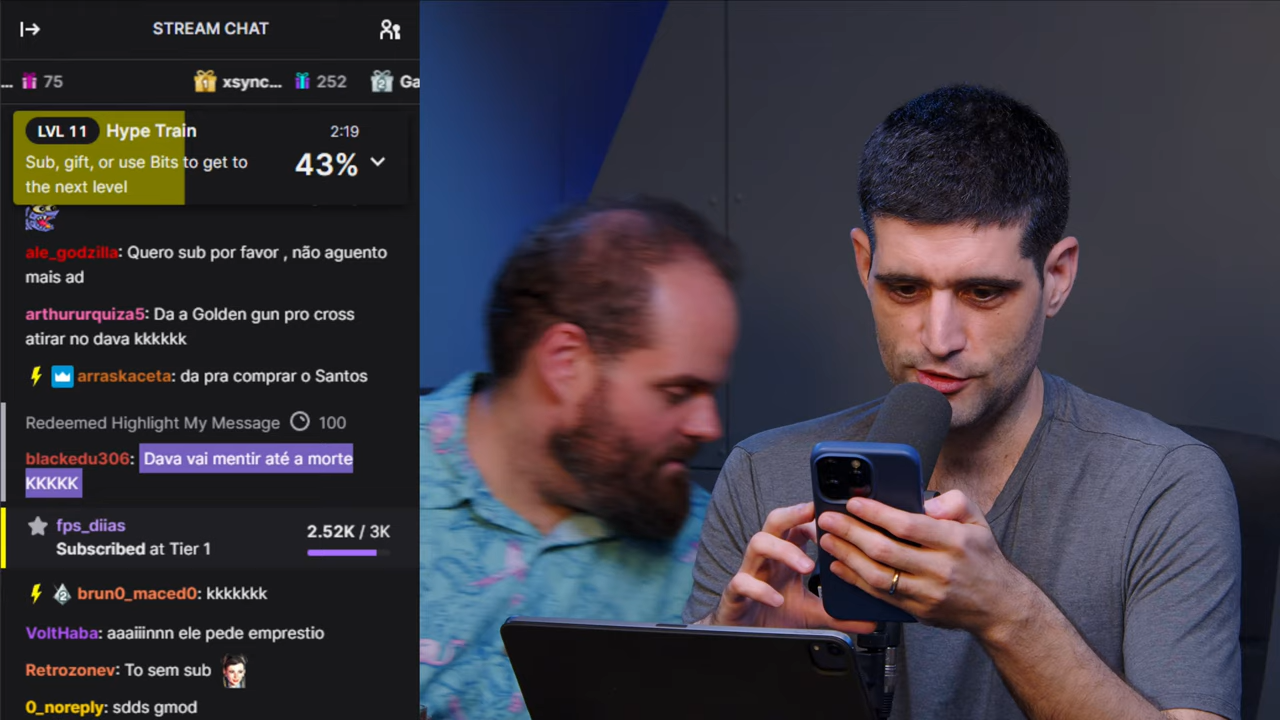 STREAM CHAT
... 75
1 xsync... 252 2 Ga
LVL 11 Hype Train 2:19
Sub, gift, or use Bits to get to
the next level
43%
ale_godzilla: Quero sub por favor , não aguento
mais ad
arthururquiza5: Da a Golden gun pro cross
atirar no dava kkkkkk
arraskaceta: da pra comprar o Santos
Redeemed Highlight My Message 100
blackedu306: Dava vai mentir até a morte
KKKKK
fps_diias
Subscribed at Tier 1
2.52K / 3K
2 brun0_maced0: kkkkkkk
VoltHaba: aaaiiinnn ele pede emprestio
Retrozonev: To sem sub
0_noreply: sdds gmod